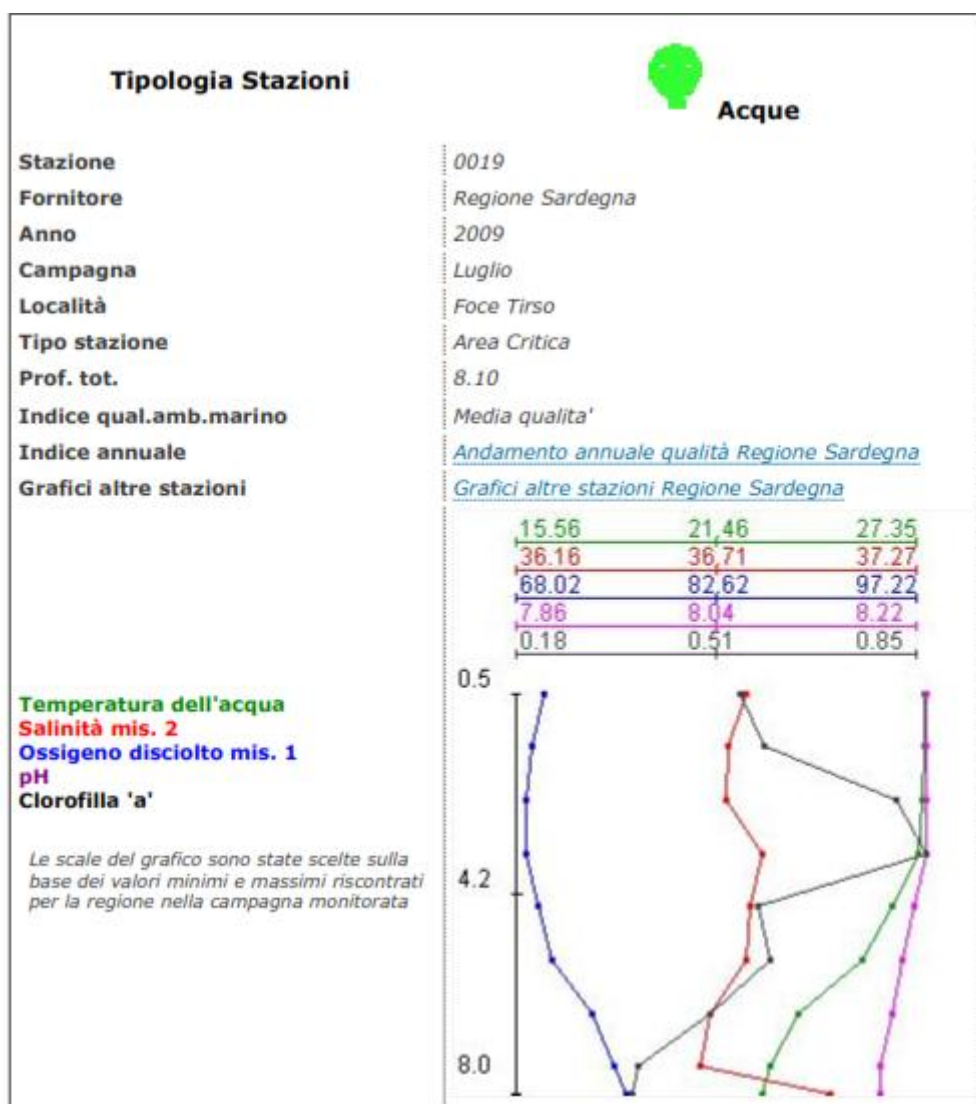 Tipologia Stazioni
Acque
Stazione 0019
Fornitore Regione Sardegna
Anno 2009
Campagna Luglio
Località Foce Tirso
Tipo stazione Area Critica
Prof. tot. 8.10
Indice qual.amb.marino Media qualita'
Indice annuale Andamento annuale qualità Regione Sardegna
Grafici altre stazioni Grafici altre stazioni Regione Sardegna
15.56 21,46 27.35
36.16 36,71 37.27
68.02 82,62 97.22
7.86 8.04 8.22
0.18 0.51 0.85
0.5
Temperatura dell'acqua
Salinità mis. 2
Ossigeno disciolto mis. 1
pH
Clorofilla 'a'
Le scale del grafico sono state scelte sulla
base dei valori minimi e massimi riscontrati
per la regione nella campagna monitorata
4.2
8.0